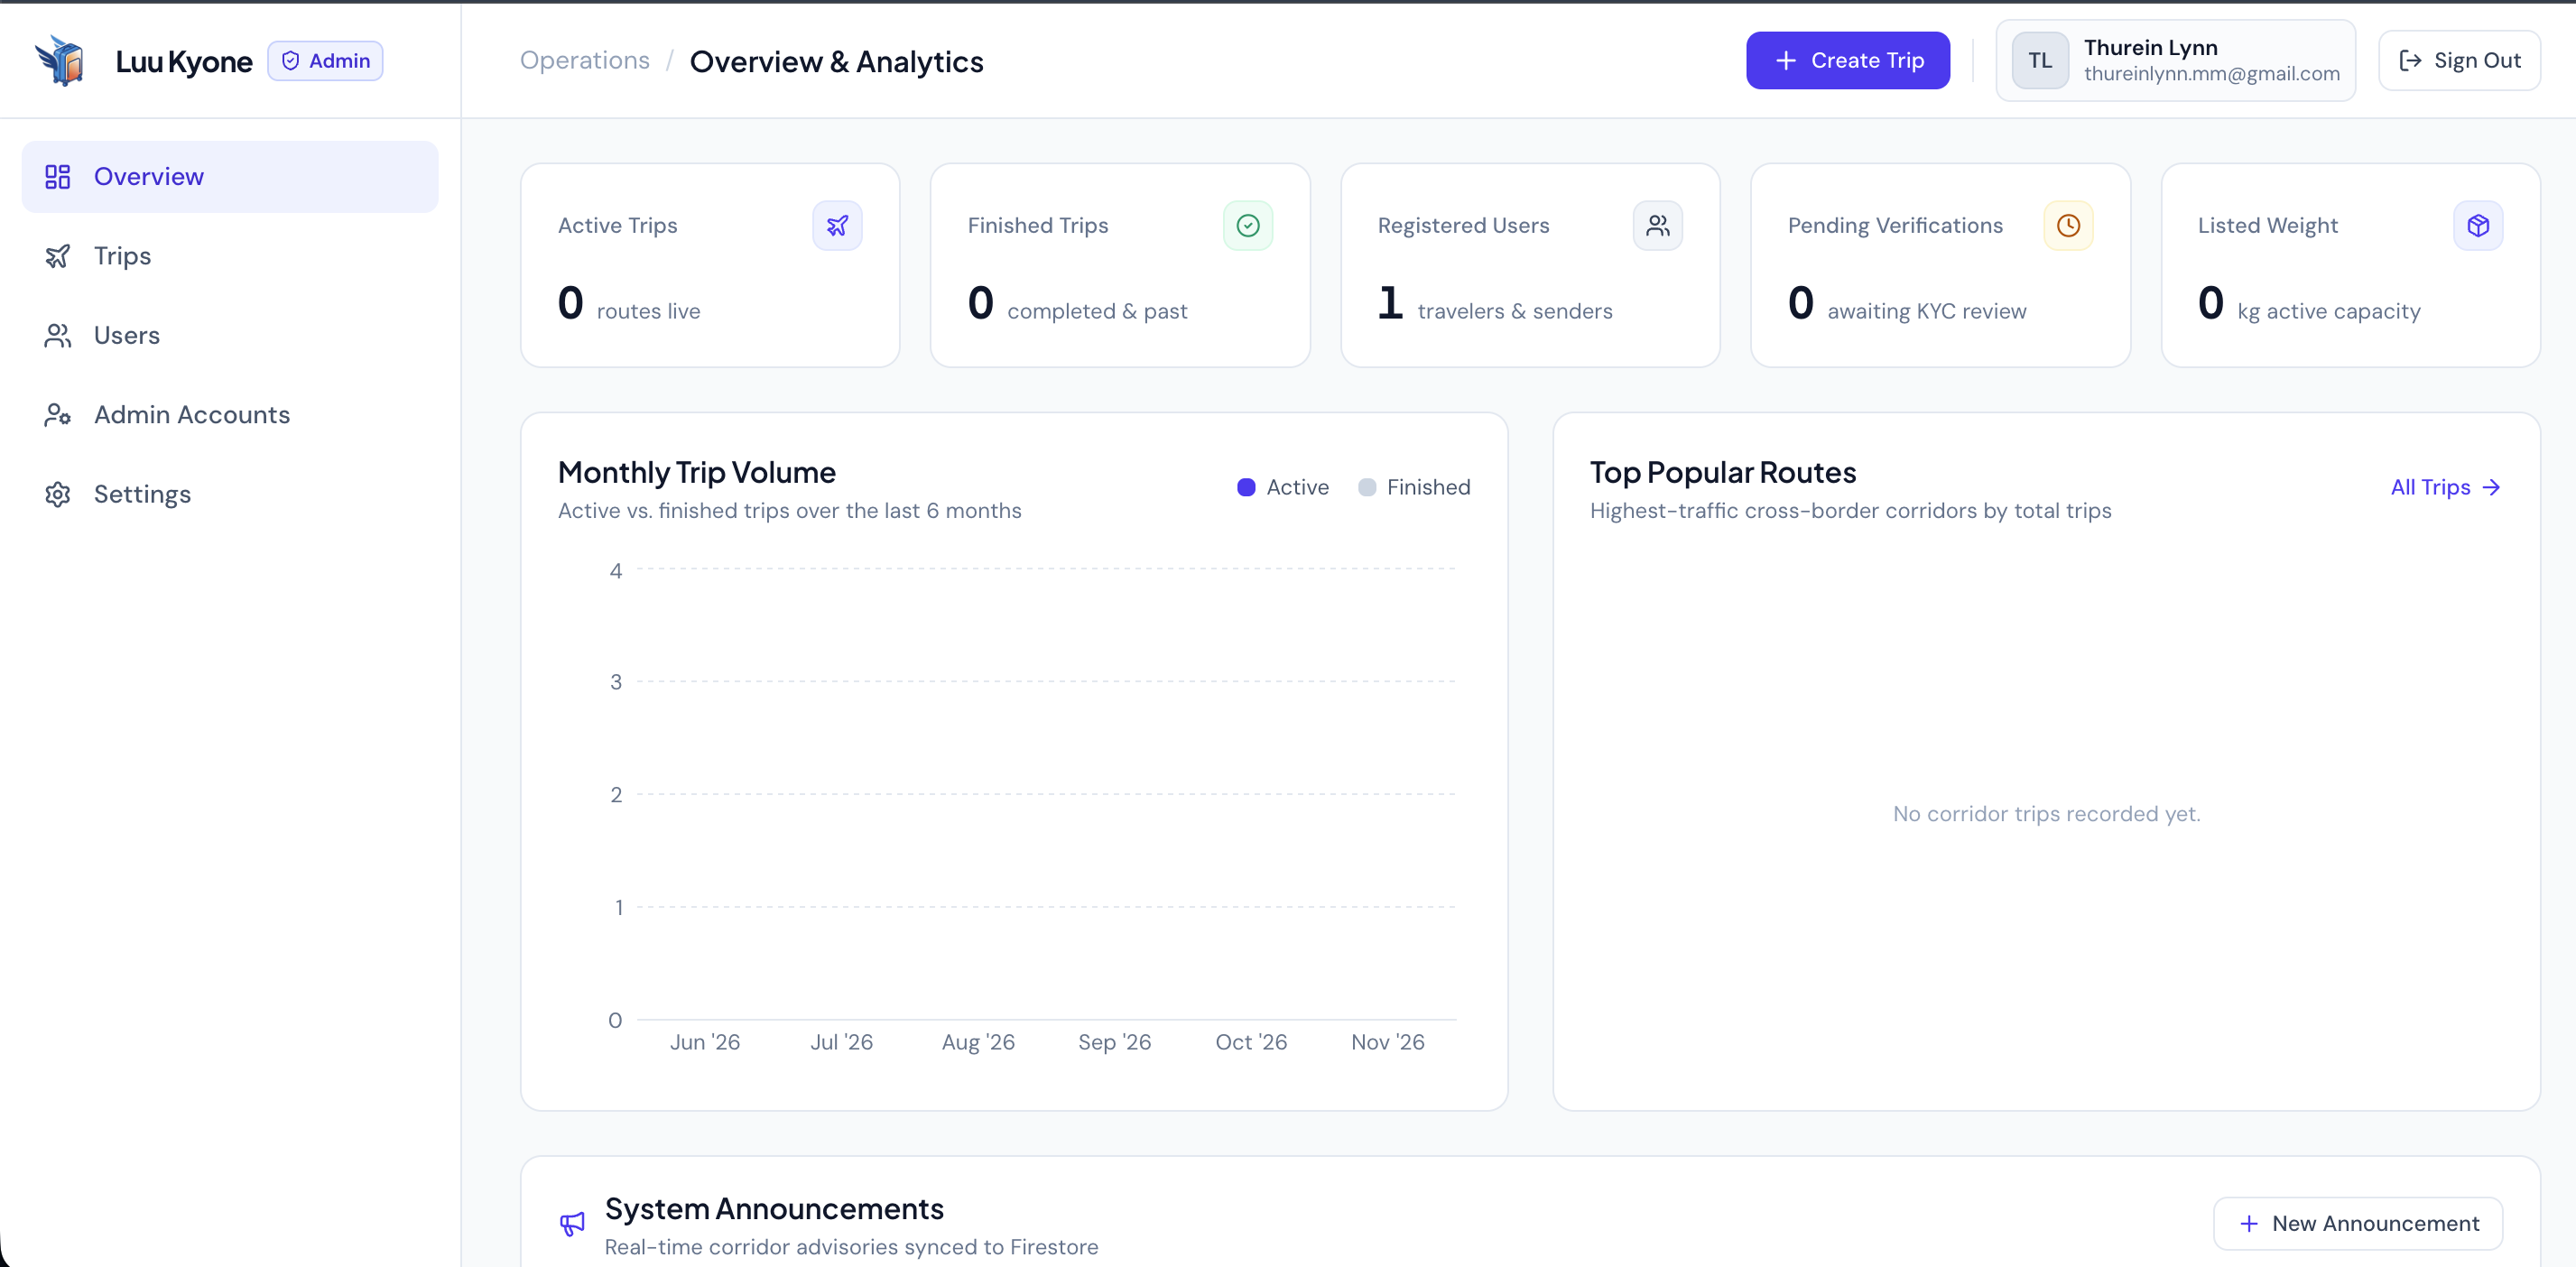 Luu Kyone
Admin
Operations / Overview & Analytics
+ Create Trip
TL
Thurein Lynn
thureinlynn.mm@gmail.com
Sign Out
Overview
Trips
Users
Admin Accounts
Settings
Active Trips
0 routes live
Finished Trips
0 completed & past
Registered Users
1 travelers & senders
Pending Verifications
0 awaiting KYC review
Listed Weight
0 kg active capacity
Monthly Trip Volume
Active vs. finished trips over the last 6 months
Active
Finished
4
3
2
1
0
Jun '26 Jul '26 Aug '26 Sep '26 Oct '26 Nov '26
Top Popular Routes
Highest-traffic cross-border corridors by total trips
All Trips →
No corridor trips recorded yet.
System Announcements
Real-time corridor advisories synced to Firestore
+ New Announcement